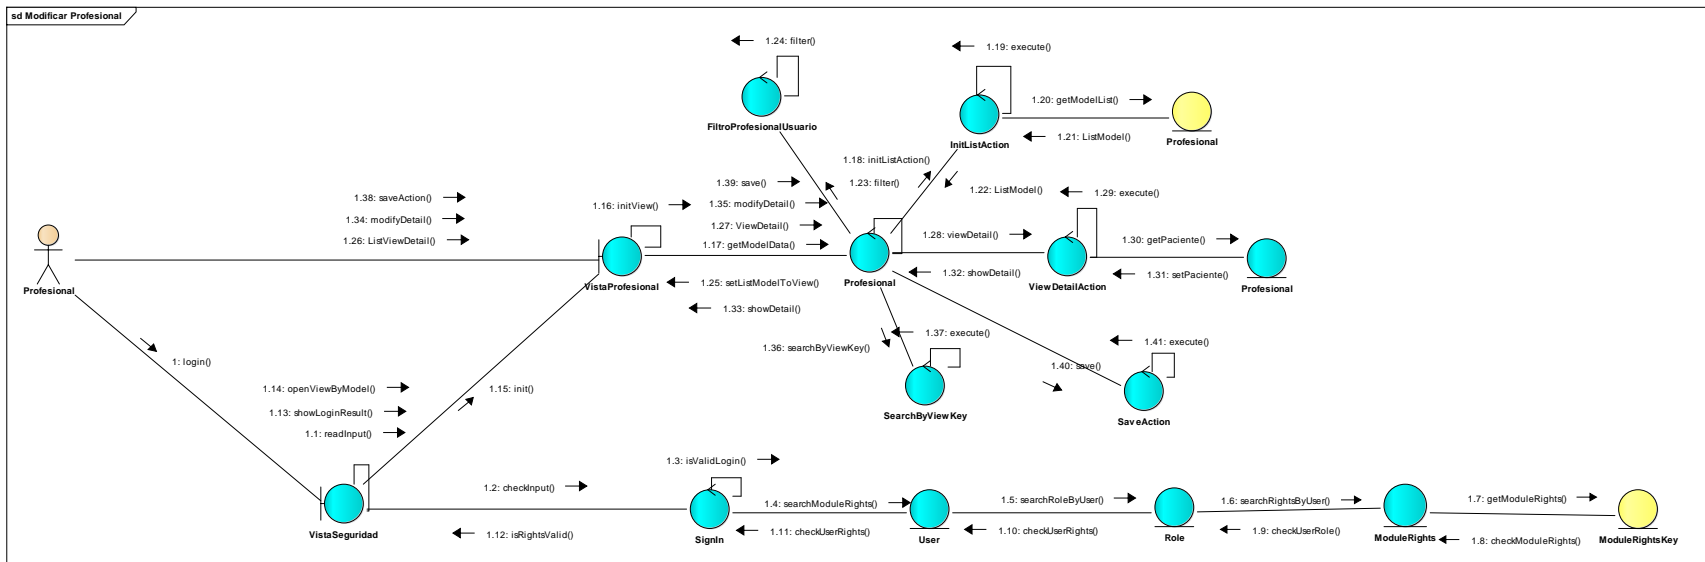 sd Modificar Profesional
1.24: filter()
1.19: execute()
1.20: getModelList()
FiltroProfesionalUsuario
1.21: ListModel()
InitListAction
Profesional
1.18: initListAction()
1.39: save()
1.23: filter()
1.22: ListModel()
1.29: execute()
1.38: saveAction()
1.16: initView()
1.35: modifyDetail()
1.34: modifyDetail()
1.27: ViewDetail()
1.28: viewDetail()
1.30: getPaciente()
1.26: ListViewDetail()
1.17: getModelData()
1.32: showDetail()
1.31: setPaciente()
Profesional
VistaProfesional
1.25: setListModelToView()
Profesional
ViewDetailAction
Profesional
1.33: showDetail()
1.37: execute()
1.36: searchByViewKey()
1.41: execute()
1: login()
1.40: save()
1.14: openViewByModel()
1.15: init()
1.13: showLoginResult()
SearchByViewKey
SaveAction
1.1: readInput()
1.3: isValidLogin()
1.2: checkInput()
1.4: searchModuleRights()
1.5: searchRoleByUser()
1.6: searchRightsByUser()
1.7: getModuleRights()
1.12: isRightsValid()
1.11: checkUserRights()
1.10: checkUserRights()
1.9: checkUserRole()
1.8: checkModuleRights()
VistaSeguridad
SignIn
User
Role
ModuleRights
ModuleRightsKey